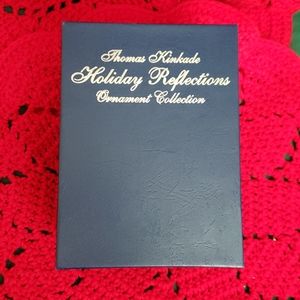 Thomas Kinkade
Holiday Reflections
Ornament Collection